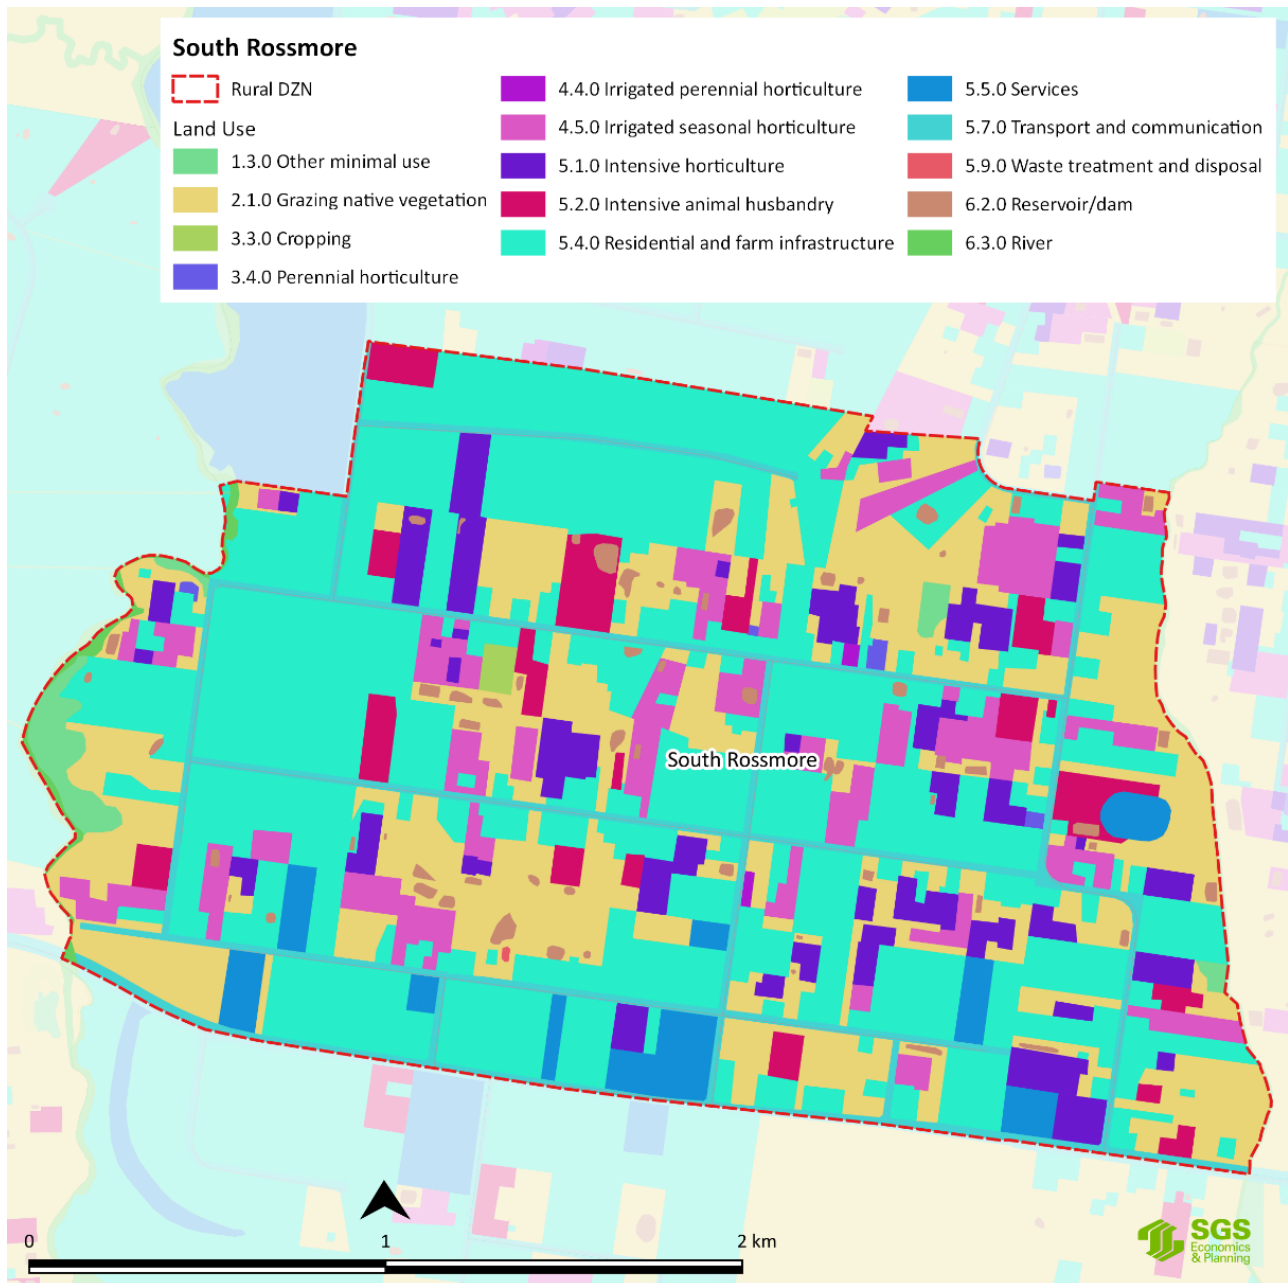 South Rossmore
Rural DZN
Land Use
1.3.0 Other minimal use
2.1.0 Grazing native vegetation
3.3.0 Cropping
3.4.0 Perennial horticulture
4.4.0 Irrigated perennial horticulture
4.5.0 Irrigated seasonal horticulture
5.1.0 Intensive horticulture
5.2.0 Intensive animal husbandry
5.4.0 Residential and farm infrastructure
5.5.0 Services
5.7.0 Transport and communication
5.9.0 Waste treatment and disposal
6.2.0 Reservoir/dam
6.3.0 River
South Rossmore
0 1 2 km
SGS
Economics
& Planning